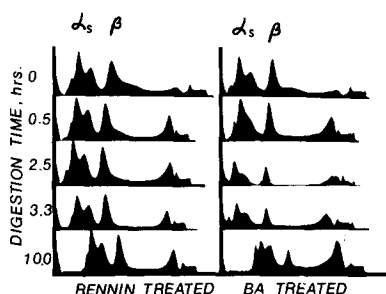 αs β αs β
DIGESTION TIME, hrs.
0
0.5
2.5
3.3
10.0
RENNIN TREATED BA TREATED